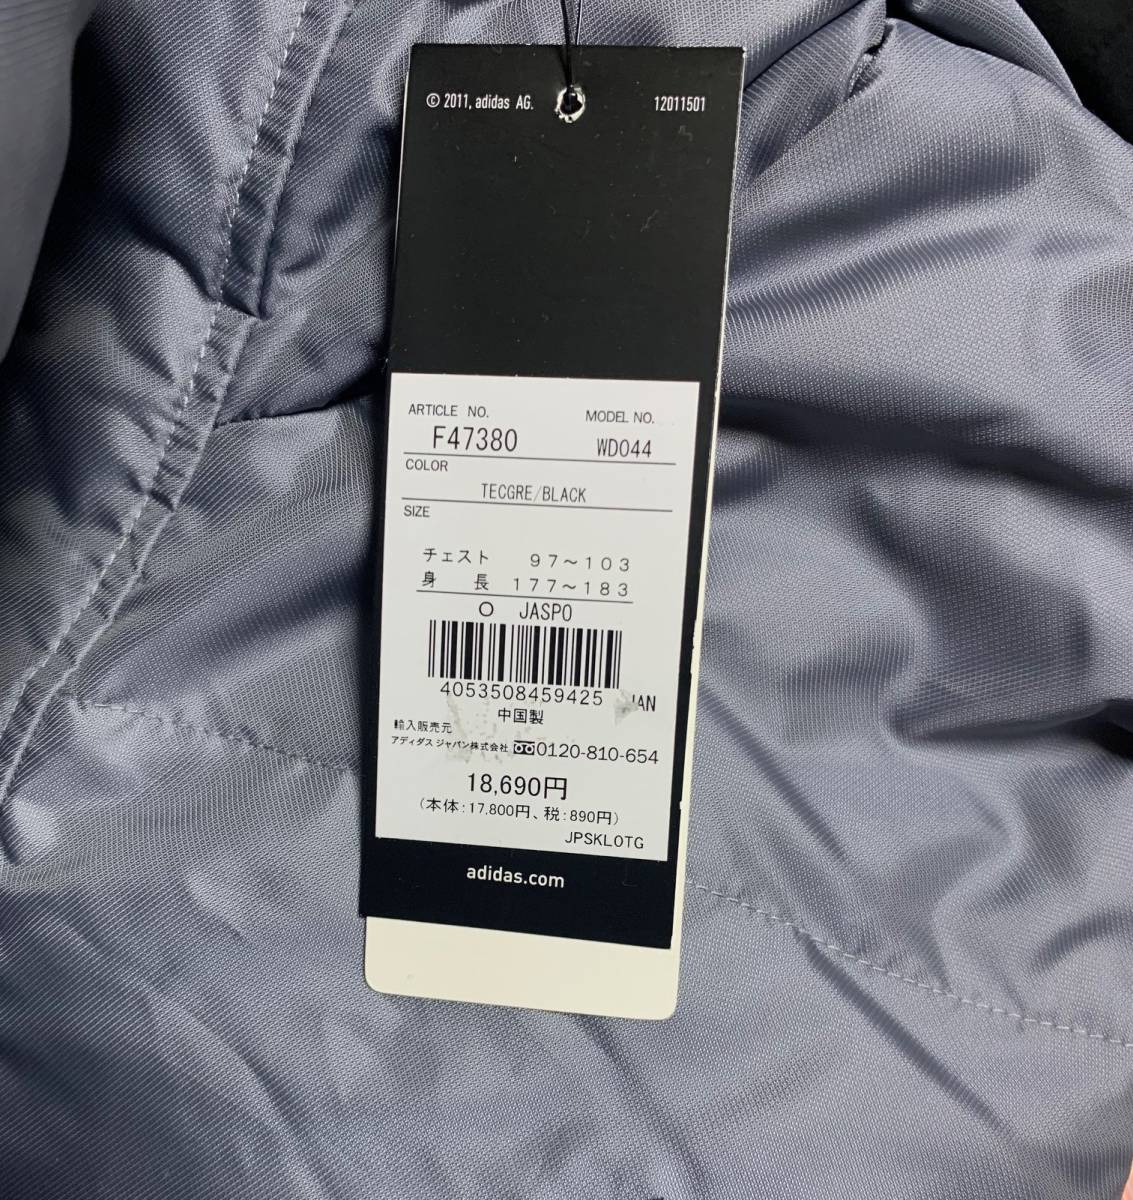 © 2011, adidas AG. 12011501
ARTICLE NO. MODEL NO.
F47380 WD044
COLOR
TECGRE/BLACK
SIZE
チェスト 97～103
身 長 177～183
O JASPO
4053508459425 JAN
中国製
輸入販売元
アディダス ジャパン株式会社 0120-810-654
18,690円
(本体:17,800円、税:890円)
JPSKLOTG
adidas.com